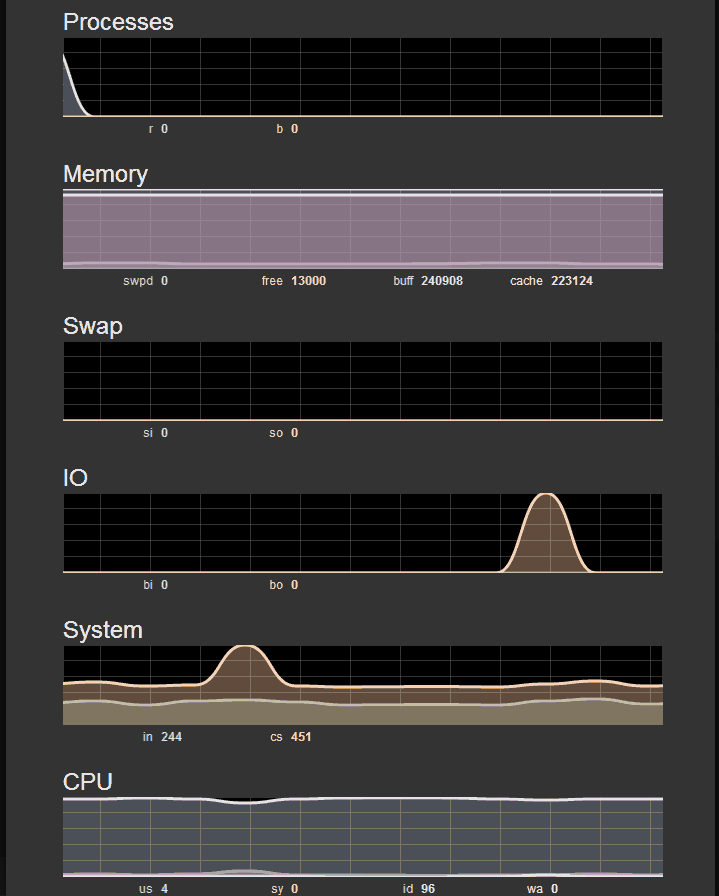 Processes
r 0 b 0
Memory
swpd 0 free 13000 buff 240908 cache 223124
Swap
si 0 so 0
IO
bi 0 bo 0
System
in 244 cs 451
CPU
us 4 sy 0 id 96 wa 0